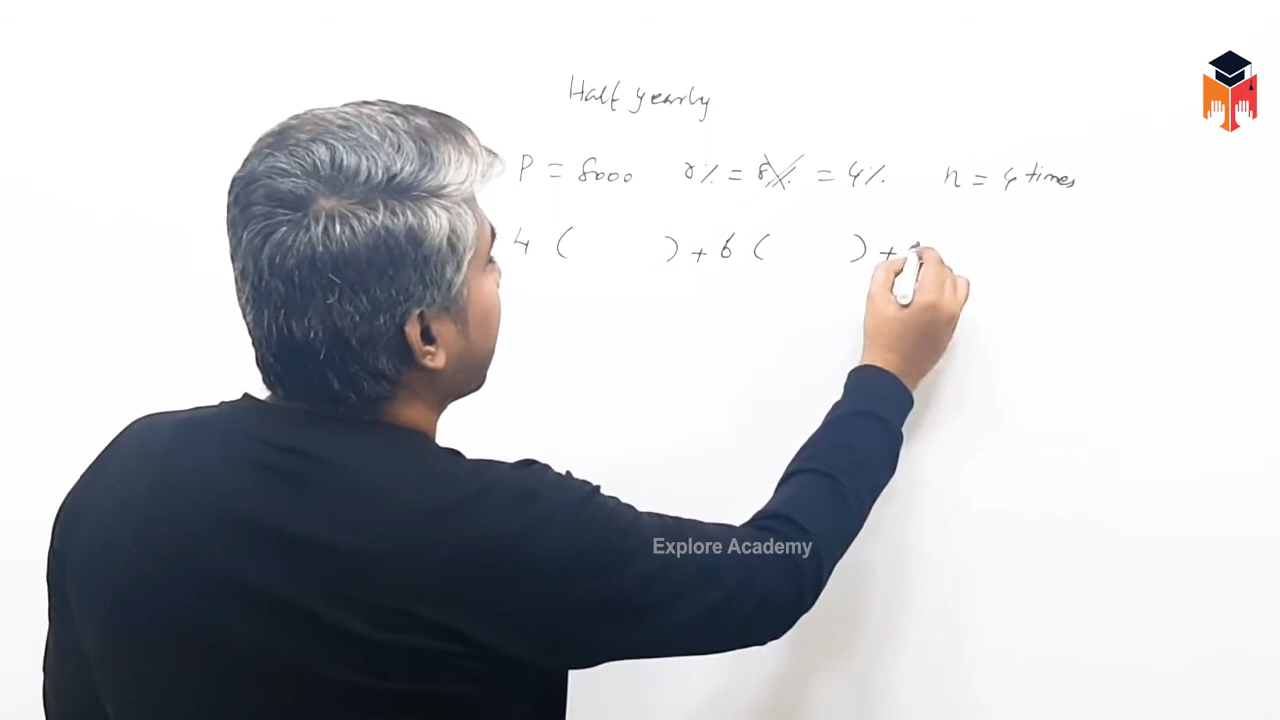 Half yearly
P = 8000 r% = 8% = 4% n = 4 times
4 ( ) + 6 ( ) +
Explore Academy